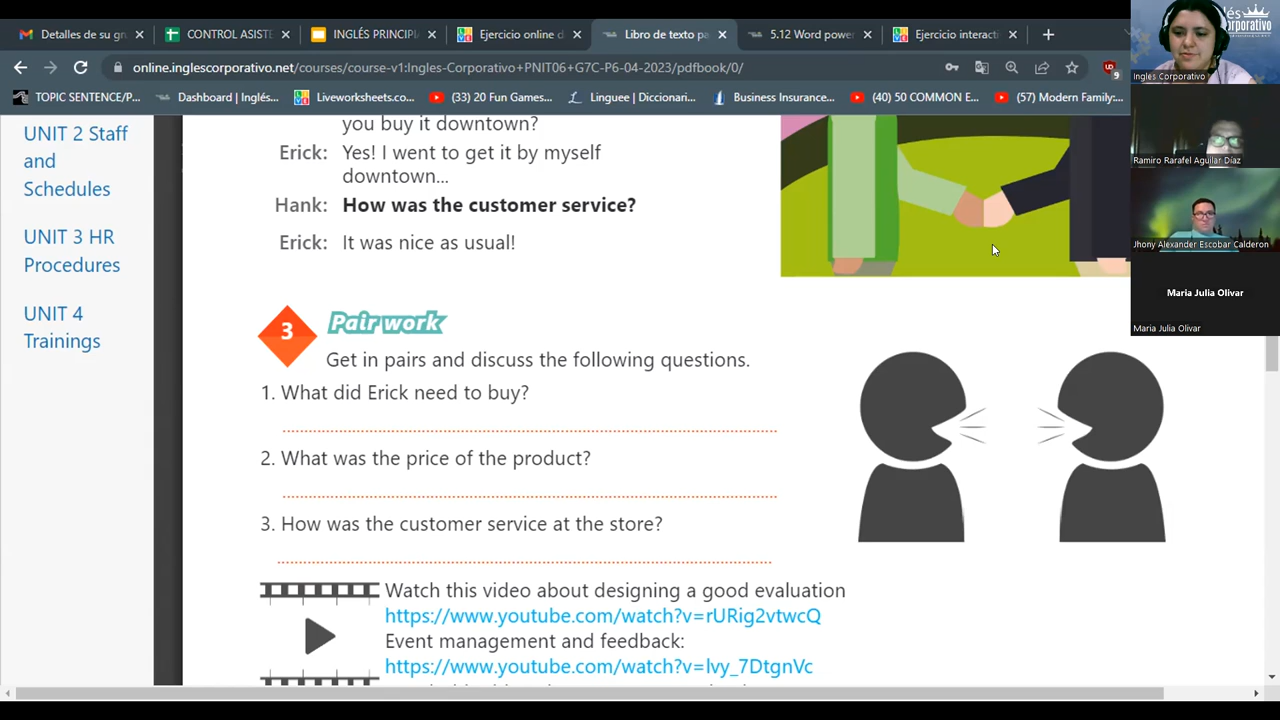 Detalles de su gr
CONTROL ASISTE
INGLÉS PRINCIPI
Ejercicio online d
Libro de texto pa
5.12 Word power
Ejercicio interacti
online.inglescorporativo.net/courses/course-v1:Ingles-Corporativo+PNIT06+G7C-P6-04-2023/pdfbook/0/
9
TOPIC SENTENCE/P...
Dashboard | Inglés...
Liveworksheets.co...
(33) 20 Fun Games...
Linguee | Diccionari...
Business Insurance...
(40) 50 COMMON E...
(57) Modern Family:...
Ingles Corporativo
Ramiro Rarafel Aguilar Díaz
Jhony Alexander Escobar Calderon
Maria Julia Olivar
Maria Julia Olivar
UNIT 2 Staff
and
Schedules
UNIT 3 HR
Procedures
UNIT 4
Trainings
you buy it downtown?
Erick: Yes! I went to get it by myself
downtown...
Hank: How was the customer service?
Erick: It was nice as usual!
3 Pair work
Get in pairs and discuss the following questions.
1. What did Erick need to buy?
2. What was the price of the product?
3. How was the customer service at the store?
Watch this video about designing a good evaluation
https://www.youtube.com/watch?v=rURig2vtwcQ
Event management and feedback:
https://www.youtube.com/watch?v=lvy_7DtgnVc